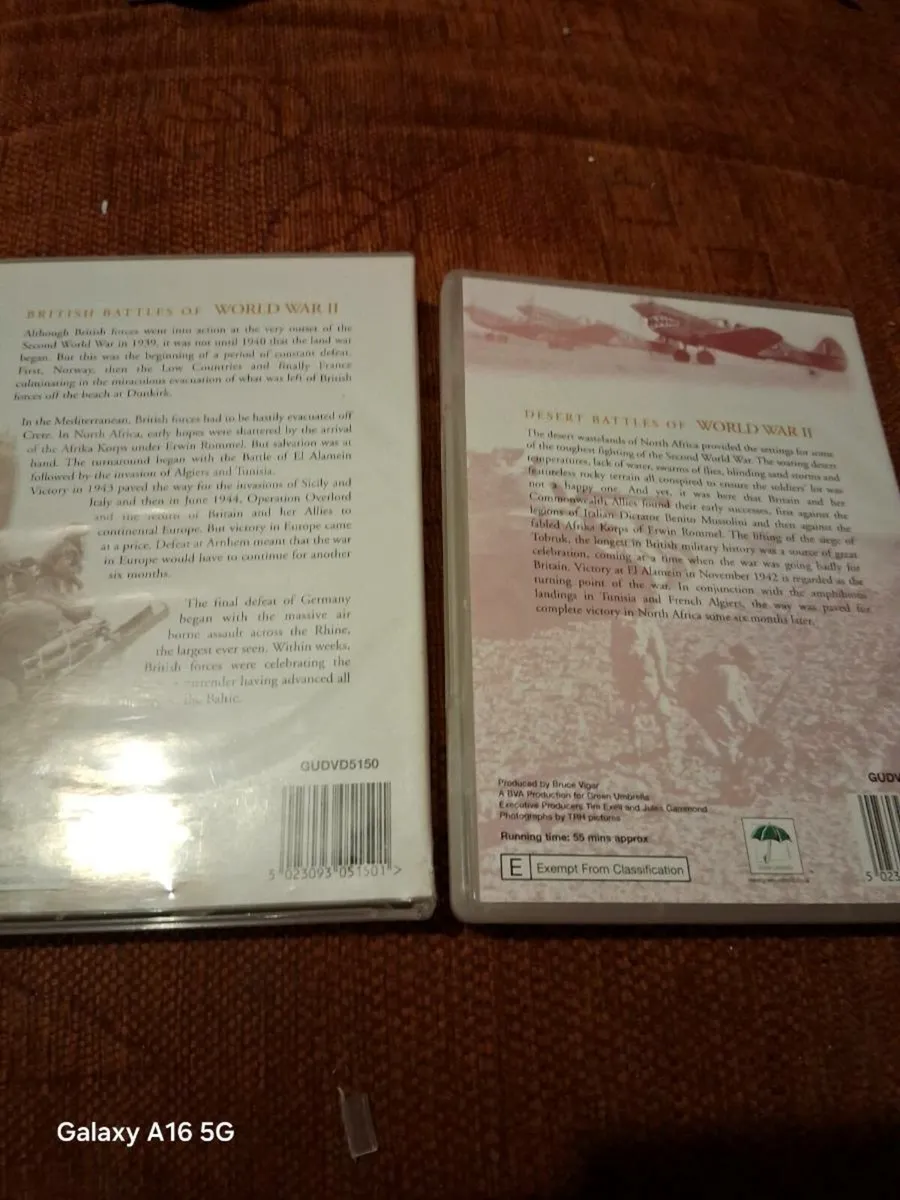 BRITISH BATTLES OF WORLD WAR II
Although British forces went into action at the very outset of the
Second World War in 1939, it was not until 1940 that the land war
began. But this was the beginning of a period of constant defeat.
First, Norway, then the Low Countries and finally France
culminating in the miraculous evacuation of what was left of British
forces off the beach at Dunkirk.
In the Mediterranean, British forces had to be hastily evacuated off
Crete. In North Africa, early hopes were shattered by the arrival
of the Afrika Korps under Erwin Rommel. But salvation was at
hand. The turnaround began with the Battle of El Alamein
followed by the invasion of Algiers and Tunisia.
Victory in 1943 paved the way for the invasions of Sicily and
Italy and then in June 1944, Operation Overlord
and the return of Britain and her Allies to
continental Europe. But victory in Europe came
at a price. Defeat at Arnhem meant that the war
in Europe would have to continue for another
six months.
The final defeat of Germany
began with the massive air
borne assault across the Rhine,
the largest ever seen. Within weeks,
British forces were celebrating the
surrender having advanced all
the Baltic.
GUDVD5150
5 023093 051501 >
DESERT BATTLES OF WORLD WAR II
The desert wastelands of North Africa provided the settings for some
of the toughest fighting of the Second World War. The soaring desert
temperatures, lack of water, swarms of flies, blinding sand storms and
featureless rocky terrain all conspired to ensure the soldiers' lot was
not a happy one. And yet, it was here that Britain and her
Commonwealth Allies found their early successes, first against the
legions of Italian Dictator Benito Mussolini and then against the
fabled Afrika Korps of Erwin Rommel. The lifting of the siege of
Tobruk, the longest in British military history was a source of great
celebration, coming at a time when the war was going badly for
Britain. Victory at El Alamein in November 1942 is regarded as the
turning point of the war. In conjunction with the amphibious
landings in Tunisia and French Algiers, the way was paved for
complete victory in North Africa some six months later.
GUDV
Produced by Bruce Vigar
A BVA Production for Green Umbrella
Executive Producers Tim Exell and Jules Gammond
Photographs by TRH pictures
Running time: 55 mins approx
E Exempt From Classification
5 023
Galaxy A16 5G